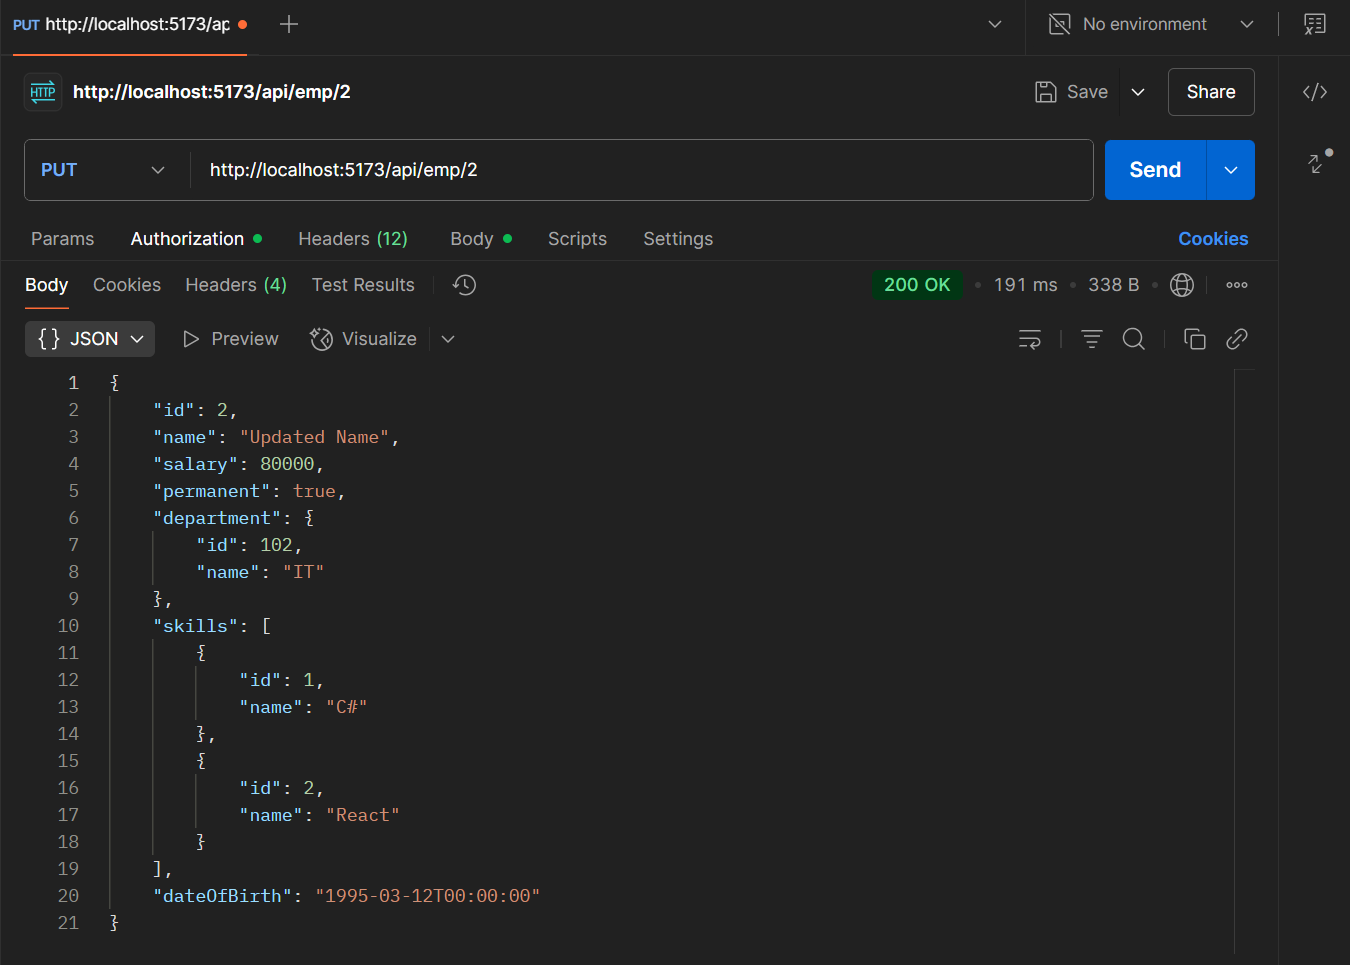 PUT http://localhost:5173/ap
No environment
HTTP http://localhost:5173/api/emp/2
Save
Share
PUT
http://localhost:5173/api/emp/2
Send
Params Authorization Headers (12) Body Scripts Settings Cookies
Body Cookies Headers (4) Test Results
200 OK 191 ms 338 B
{} JSON Preview Visualize
1 {
2 "id": 2,
3 "name": "Updated Name",
4 "salary": 80000,
5 "permanent": true,
6 "department": {
7 "id": 102,
8 "name": "IT"
9 },
10 "skills": [
11 {
12 "id": 1,
13 "name": "C#"
14 },
15 {
16 "id": 2,
17 "name": "React"
18 }
19 ],
20 "dateOfBirth": "1995-03-12T00:00:00"
21 }